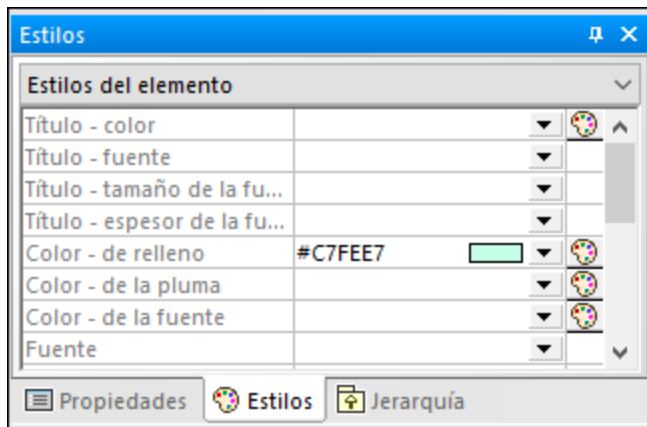 Estilos
Estilos del elemento
Título - color
Título - fuente
Título - tamaño de la fu...
Título - espesor de la fu...
Color - de relleno #C7FEE7
Color - de la pluma
Color - de la fuente
Fuente
Propiedades Estilos Jerarquía